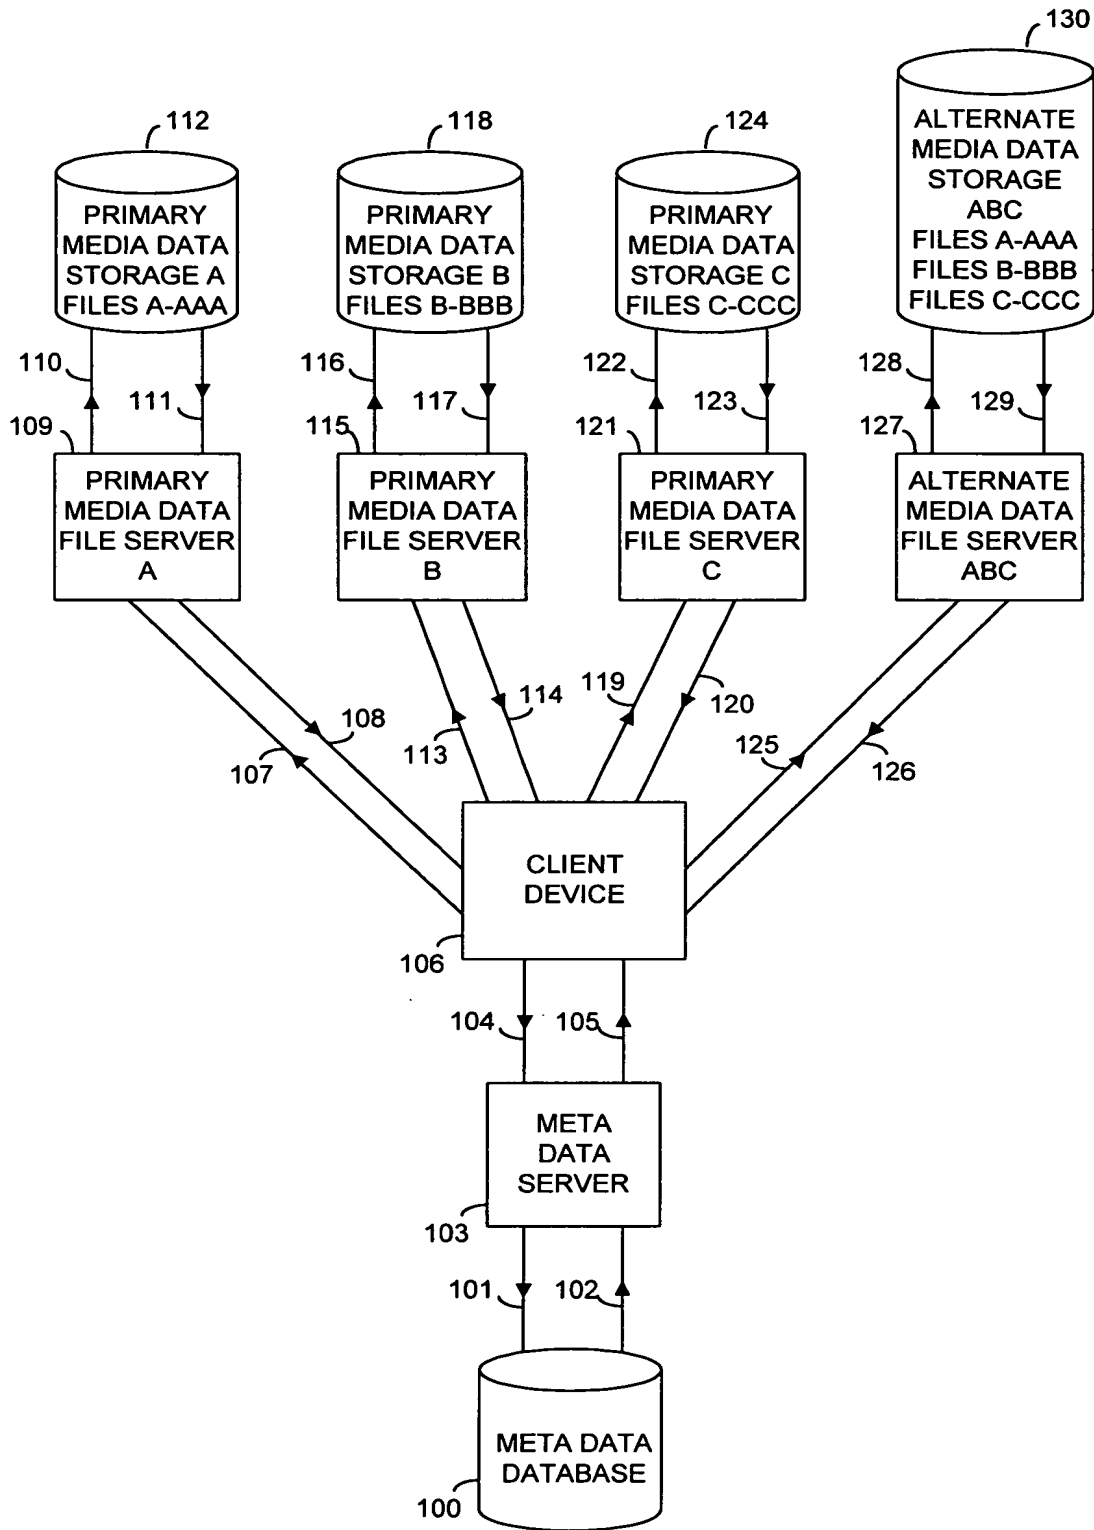 130
112
118
124
ALTERNATE
MEDIA DATA
STORAGE
ABC
FILES A-AAA
FILES B-BBB
FILES C-CCC
PRIMARY
MEDIA DATA
STORAGE A
FILES A-AAA
PRIMARY
MEDIA DATA
STORAGE B
FILES B-BBB
PRIMARY
MEDIA DATA
STORAGE C
FILES C-CCC
110
111
109
116
117
115
122
123
121
128
129
127
PRIMARY
MEDIA DATA
FILE SERVER
A
PRIMARY
MEDIA DATA
FILE SERVER
B
PRIMARY
MEDIA DATA
FILE SERVER
C
ALTERNATE
MEDIA DATA
FILE SERVER
ABC
107
108
113
114
119
120
125
126
CLIENT
DEVICE
106
104
105
META
DATA
SERVER
103
101
102
META DATA
DATABASE
100